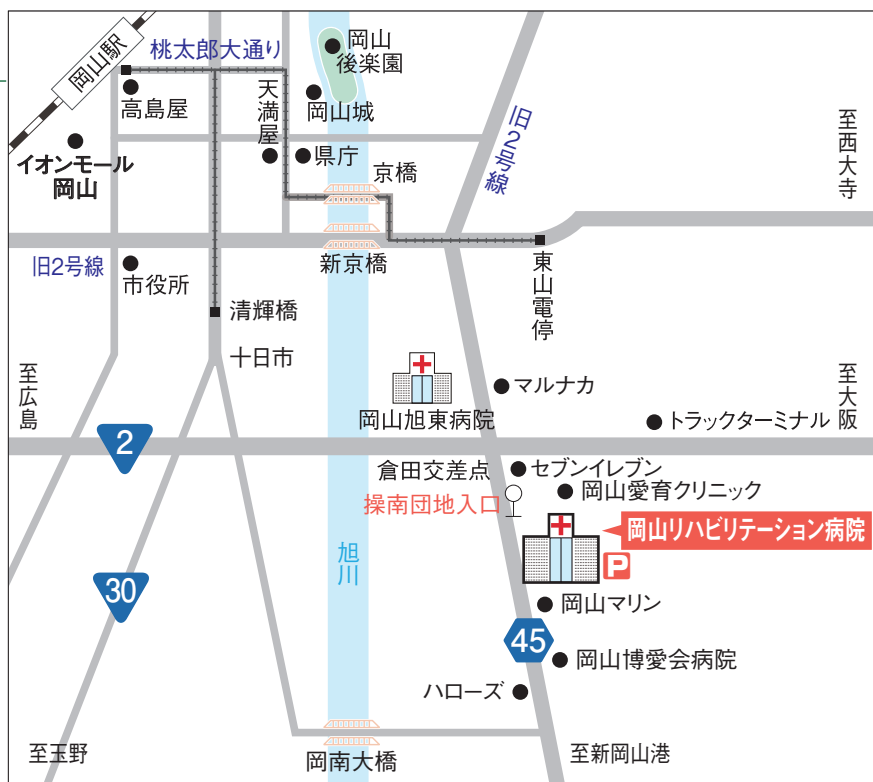 岡山駅
桃太郎大通り
岡山
後楽園
高島屋
天満屋
岡山城
イオンモール
岡山
県庁
京橋
旧2号線
至西大寺
旧2号線
市役所
新京橋
東山電停
清輝橋
十日市
至広島
岡山旭東病院
マルナカ
至大阪
トラックターミナル
2
倉田交差点
セブンイレブン
操南団地入口
岡山愛育クリニック
岡山リハビリテーション病院
P
旭川
30
岡山マリン
45
岡山博愛会病院
ハローズ
至玉野
岡南大橋
至新岡山港